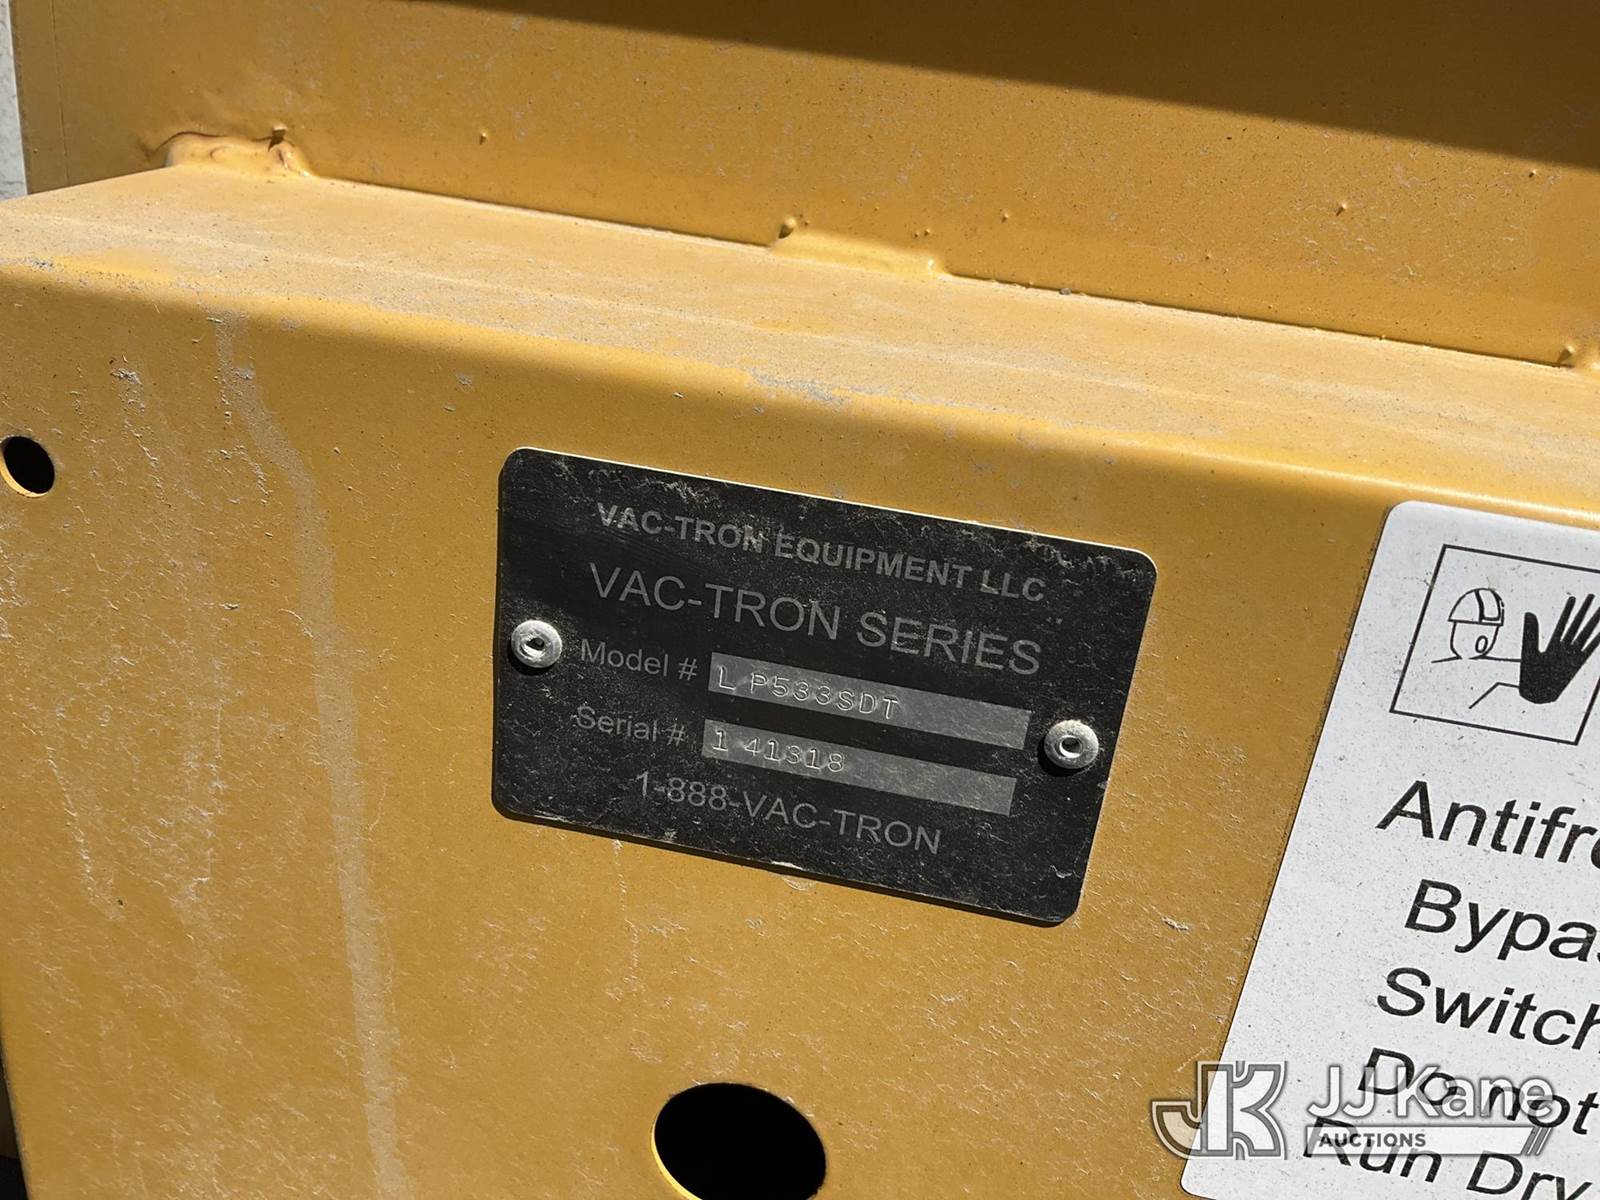 VAC-TRON EQUIPMENT LLC
VAC-TRON SERIES
Model # LP533SDT
Serial # 141318
1-888-VAC-TRON
Antifr
Bypas
Switch
Do not
Run Dry
JJ Kane
AUCTIONS